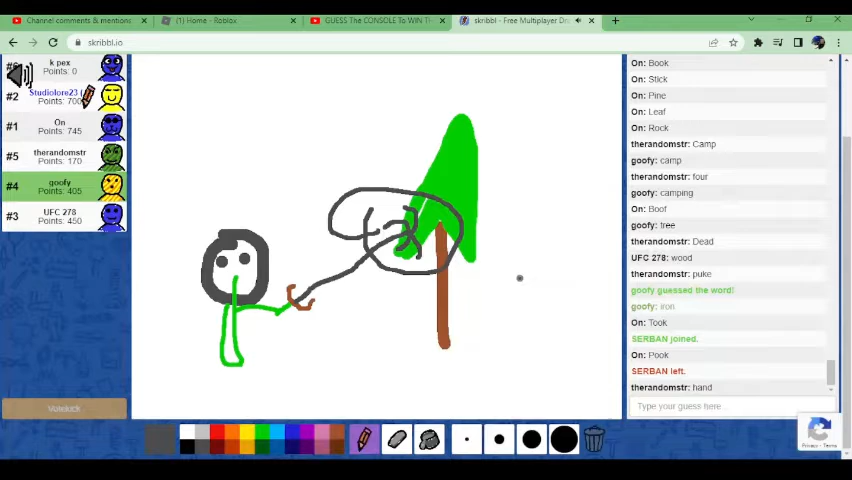 Channel comments & mentions
(1) Home - Roblox
GUESS The CONSOLE To WIN TH
skribbl - Free Multiplayer Dra
skribbl.io
k pex
Points: 0
#2
Studiolore23 (
Points: 700
#1
On
Points: 745
#5
therandomstr
Points: 170
#4
goofy
Points: 405
#3
UFC 278
Points: 450
Votekick
On: Book
On: Stick
On: Pine
On: Leaf
On: Rock
therandomstr: Camp
goofy: camp
therandomstr: four
goofy: camping
On: Boof
goofy: tree
therandomstr: Dead
UFC 278: wood
therandomstr: puke
goofy guessed the word!
goofy: iron
On: Took
SERBAN joined.
On: Pook
SERBAN left.
therandomstr: hand
Type your guess here
Privacy - Terms